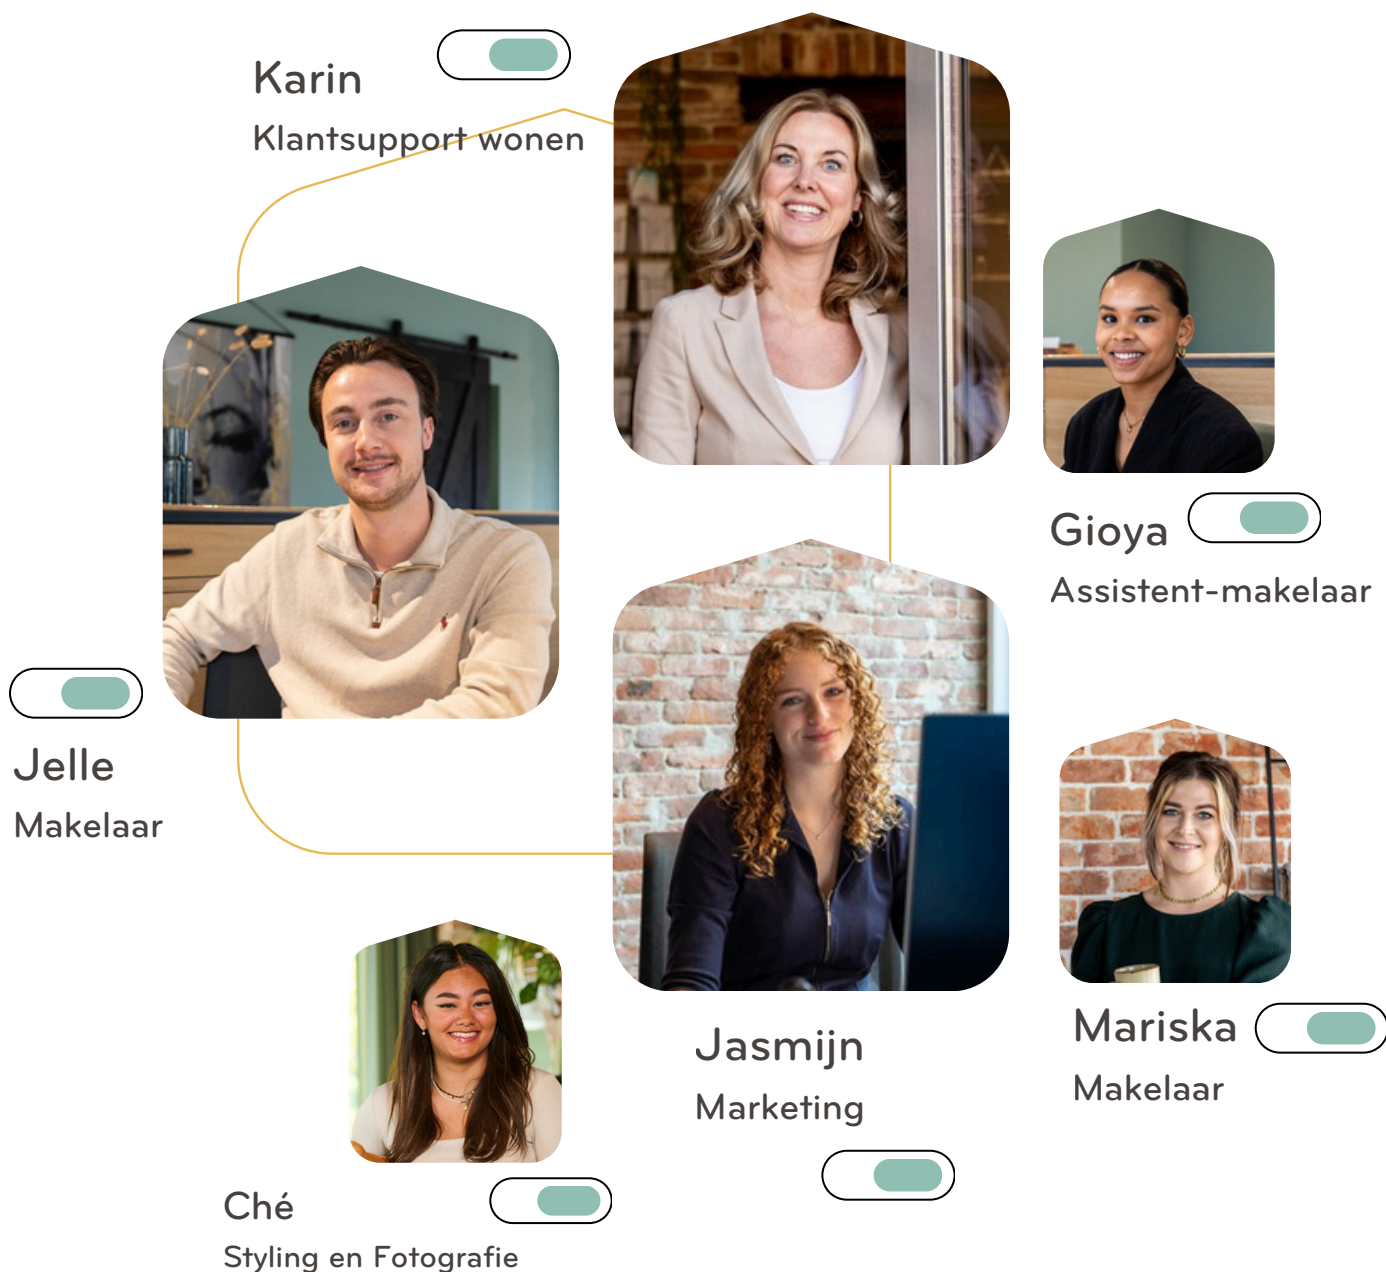 Karin
Klantsupport wonen
Gioya
Assistent-makelaar
Jelle
Makelaar
Jasmijn
Marketing
Mariska
Makelaar
Ché
Styling en Fotografie